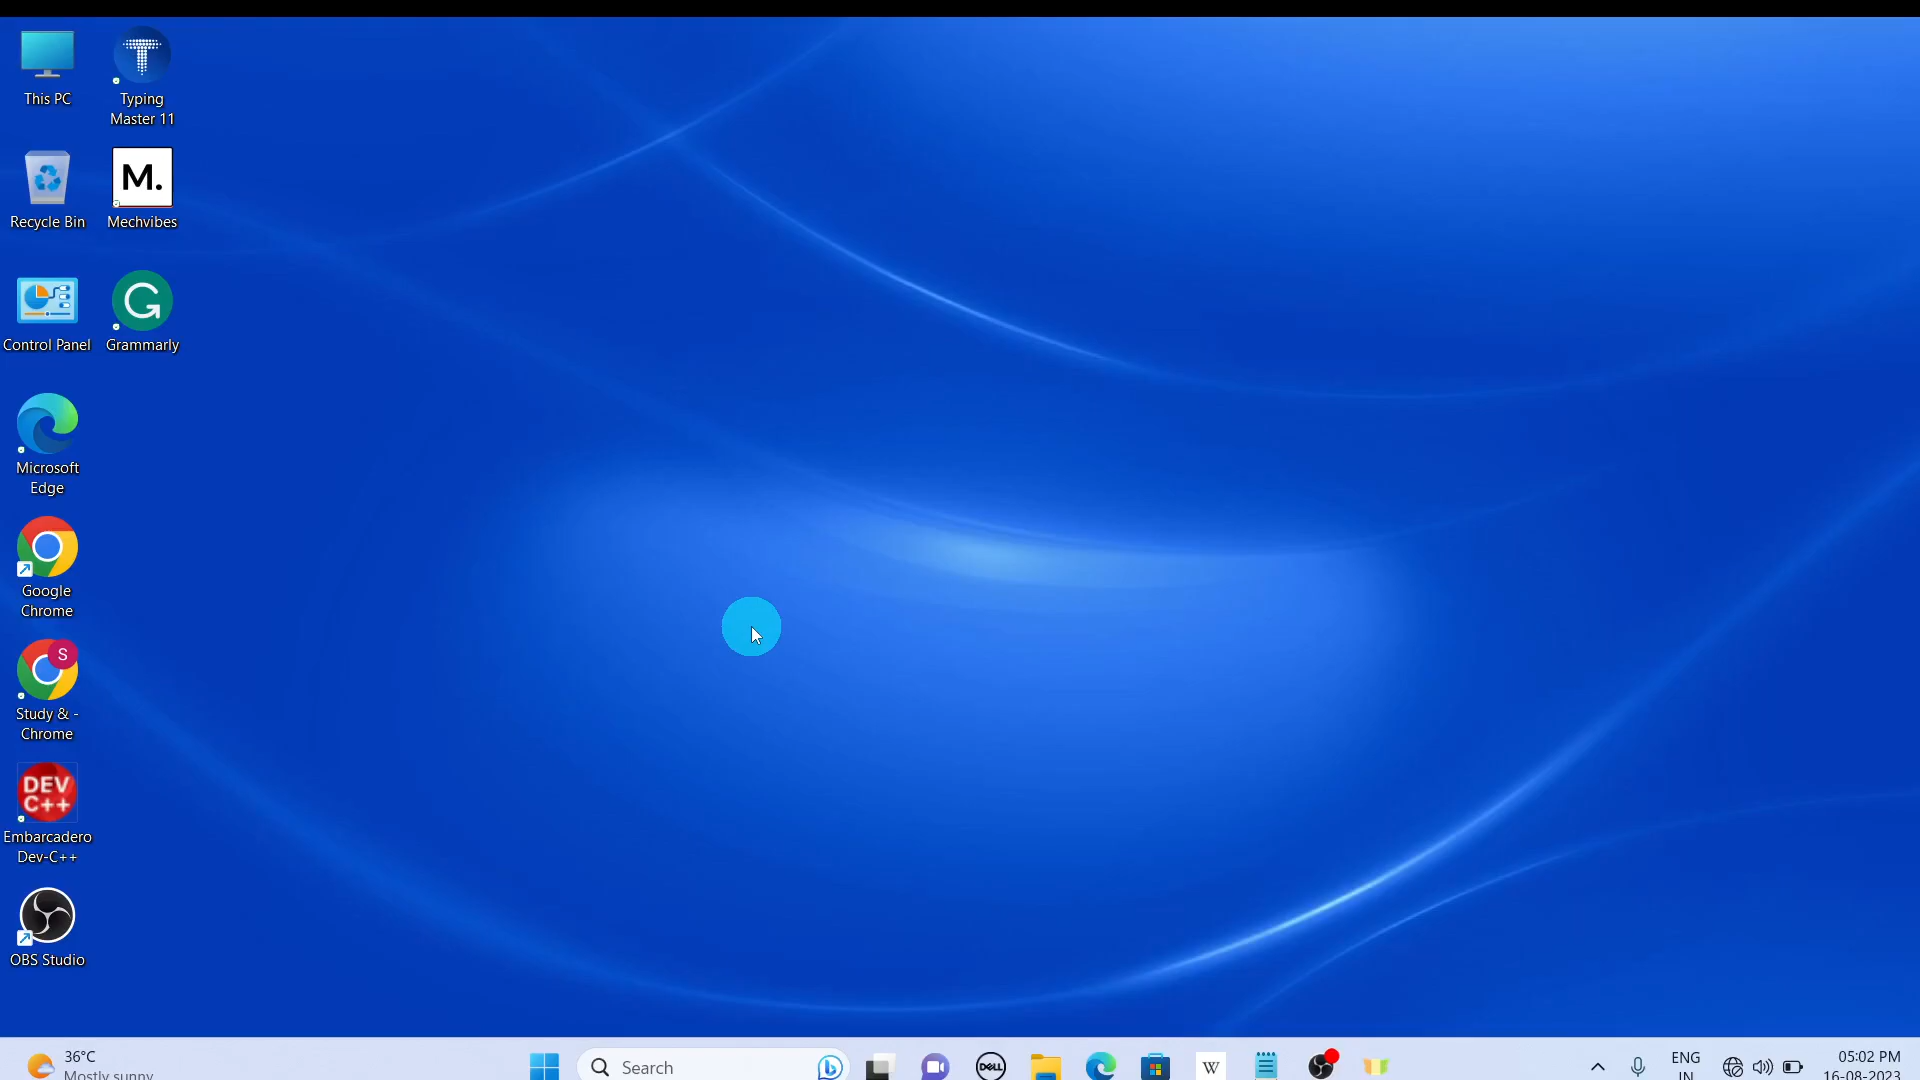 This PC
Typing
Master 11
T
Recycle Bin
M.
Mechvibes
Control Panel
G
Grammarly
Microsoft
Edge
Google
Chrome
S
Study & -
Chrome
DEV
C++
Embarcadero
Dev-C++
OBS Studio
36°C
Mostly sunny
Search
b
DELL
W
ENG
IN
05:02 PM
16-08-2023